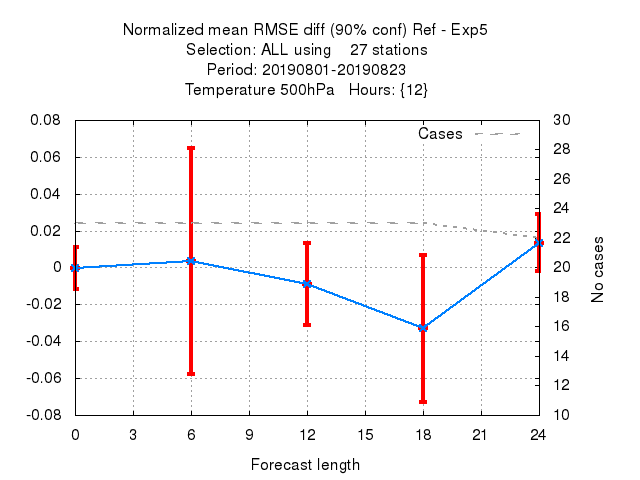 Normalized mean RMSE diff (90% conf) Ref - Exp5
Selection: ALL using    27 stations
Period: 20190801-20190823
Temperature 500hPa   Hours: {12}
Cases
0.08
0.06
0.04
0.02
0
-0.02
-0.04
-0.06
-0.08
30
28
26
24
22
20
18
16
14
12
10
No cases
0 3 6 9 12 15 18 21 24
Forecast length